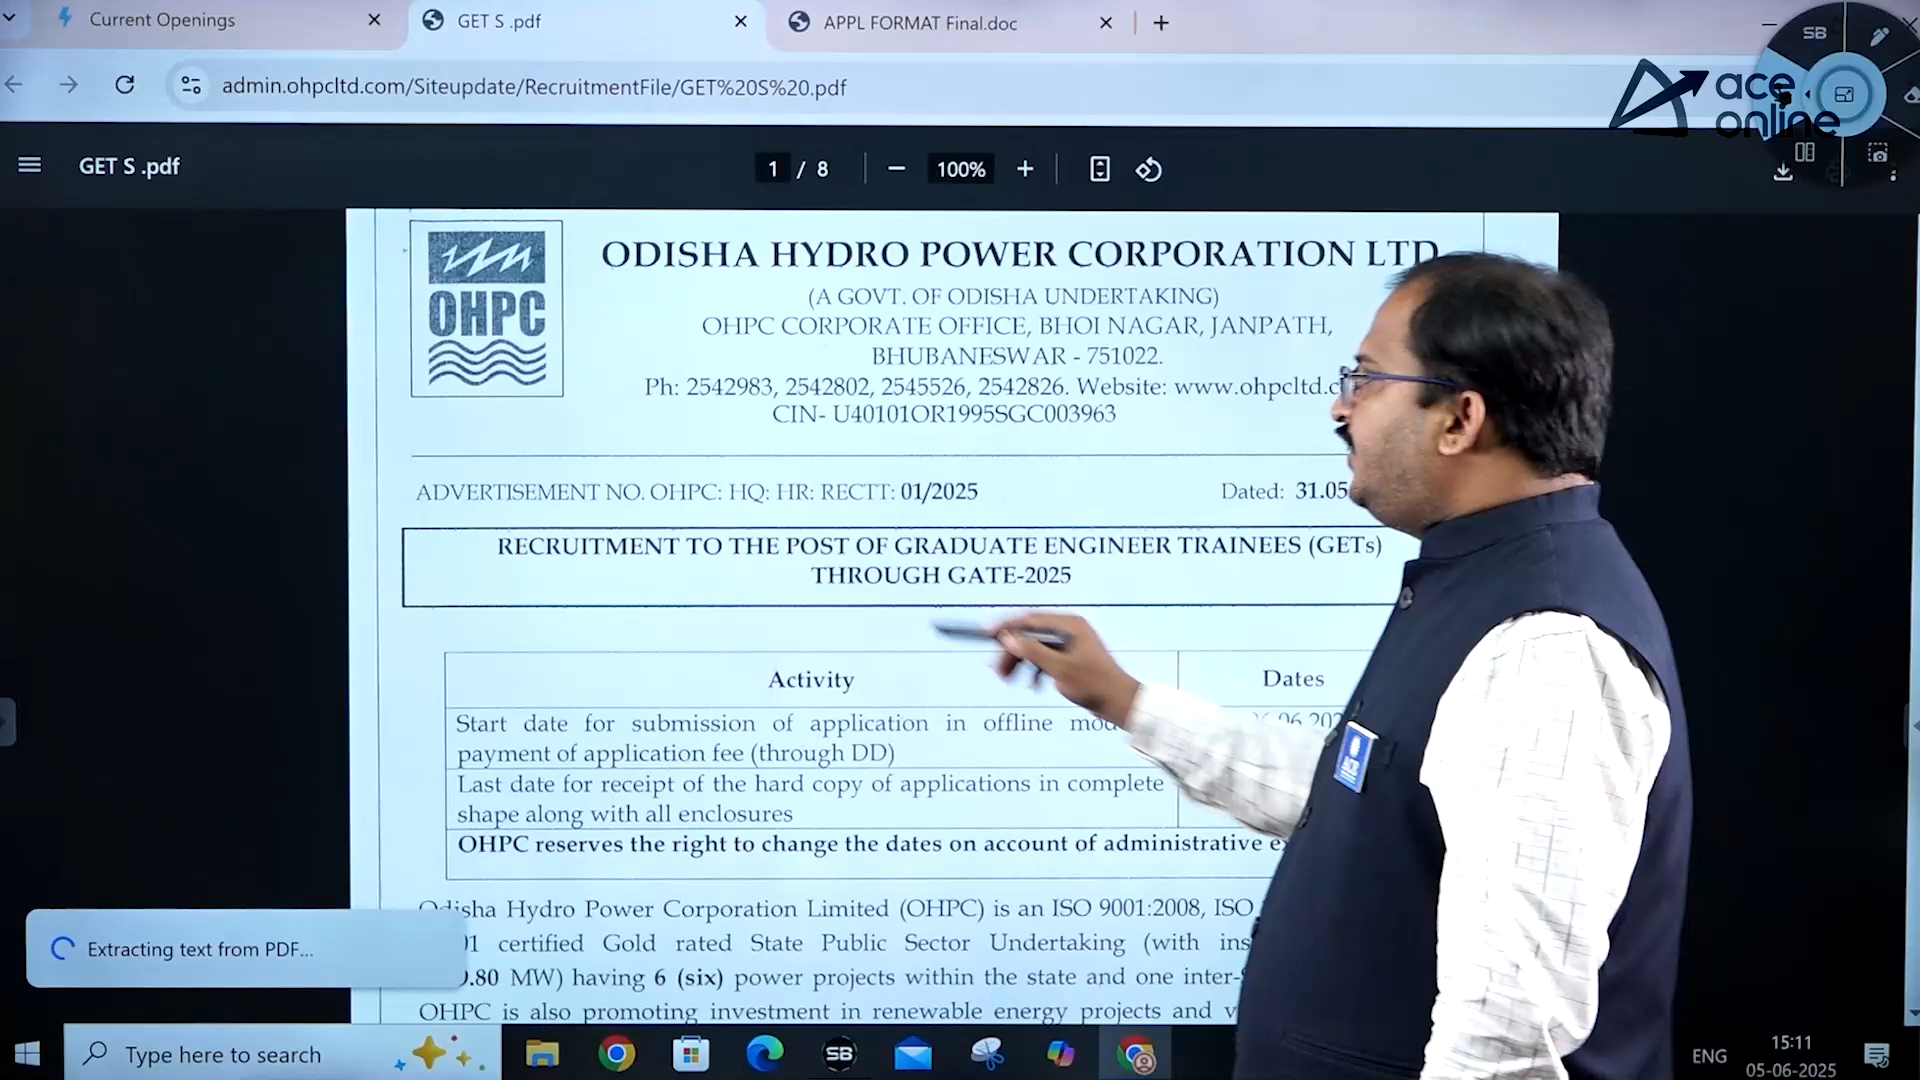 Current Openings
GET S .pdf
APPL FORMAT Final.doc
SB
admin.ohpcltd.com/Siteupdate/RecruitmentFile/GET%20S%20.pdf
ace
online
GET S .pdf
1 / 8
100%
ODISHA HYDRO POWER CORPORATION LTD
(A GOVT. OF ODISHA UNDERTAKING)
OHPC CORPORATE OFFICE, BHOI NAGAR, JANPATH,
BHUBANESWAR - 751022.
Ph: 2542983, 2542802, 2545526, 2542826. Website: www.ohpcltd.c
CIN- U40101OR1995SGC003963
OHPC
ADVERTISEMENT NO. OHPC: HQ: HR: RECTT: 01/2025
Dated: 31.05
RECRUITMENT TO THE POST OF GRADUATE ENGINEER TRAINEES (GETs)
THROUGH GATE-2025
Activity
Dates
Start date for submission of application in offline
payment of application fee (through DD)
Last date for receipt of the hard copy of applications in complete
shape along with all enclosures
OHPC reserves the right to change the dates on account of administrative
Odisha Hydro Power Corporation Limited (OHPC) is an ISO 9001:2008, ISO
certified Gold rated State Public Sector Undertaking (with
.80 MW) having 6 (six) power projects within the state and one
OHPC is also promoting investment in renewable energy projects and
ACE
Extracting text from PDF...
Type here to search
SB
ENG
15:11
05-06-2025